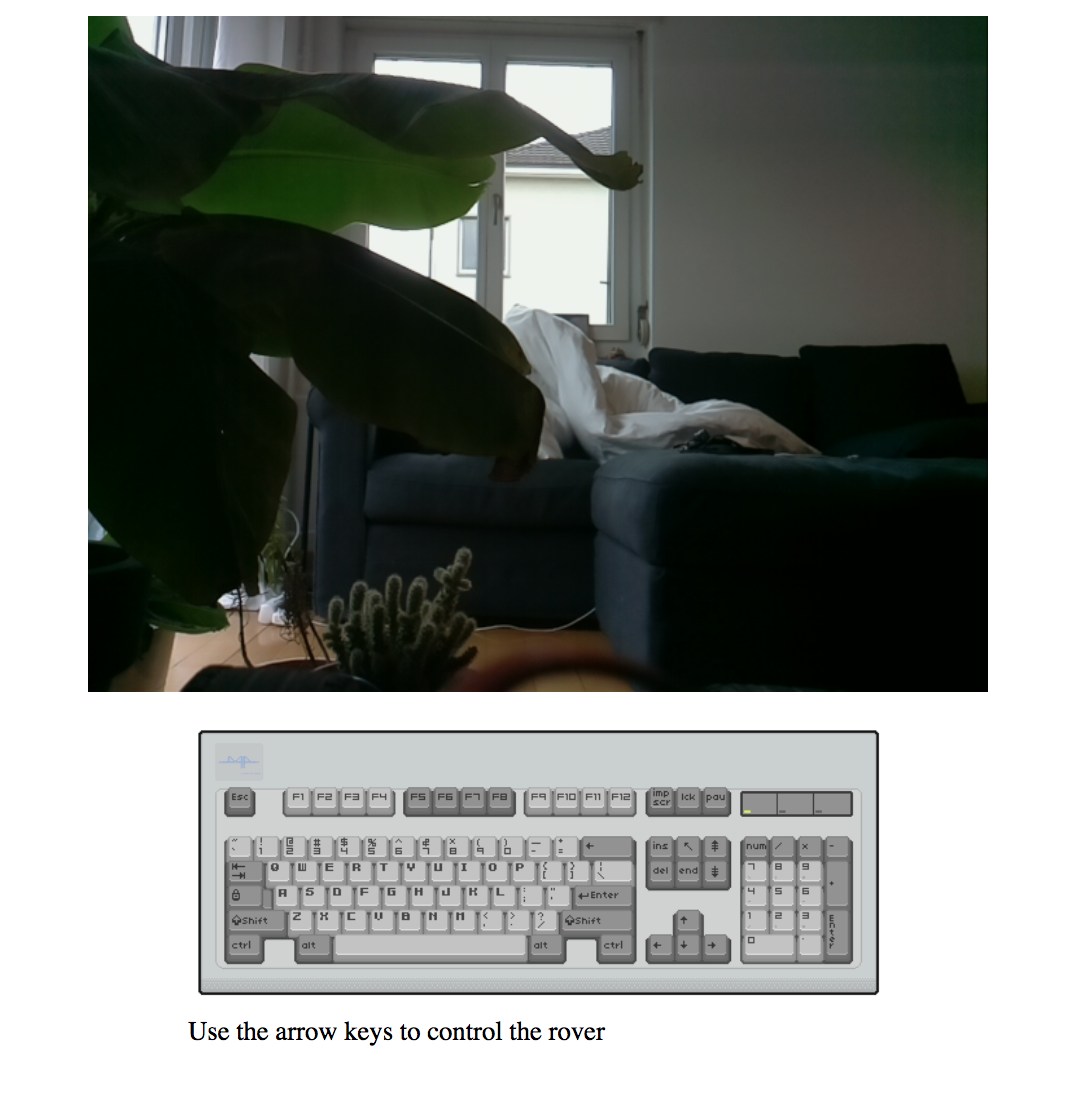 Esc F1 F2 F3 F4 F5 F6 F7 F8 F9 F10 F11 F12 imp scr lck pau
~ ` ! 1 @ 2 # 3 $ 4 % 5 ^ 6 & 7 * 8 ( 9 ) 0 _ - + = ← ins ↖ ⇞ num / x -
Q W E R T Y U I O P { [ } ] | \ del end ⇟ 7 8 9 +
A S D F G H J K L : ; " ' ↵Enter 4 5 6
⇧Shift Z X C V B N M < , > . ? / ⇧Shift ↑ 1 2 3 Enter
ctrl alt alt ctrl ← ↓ → 0 .
Use the arrow keys to control the rover